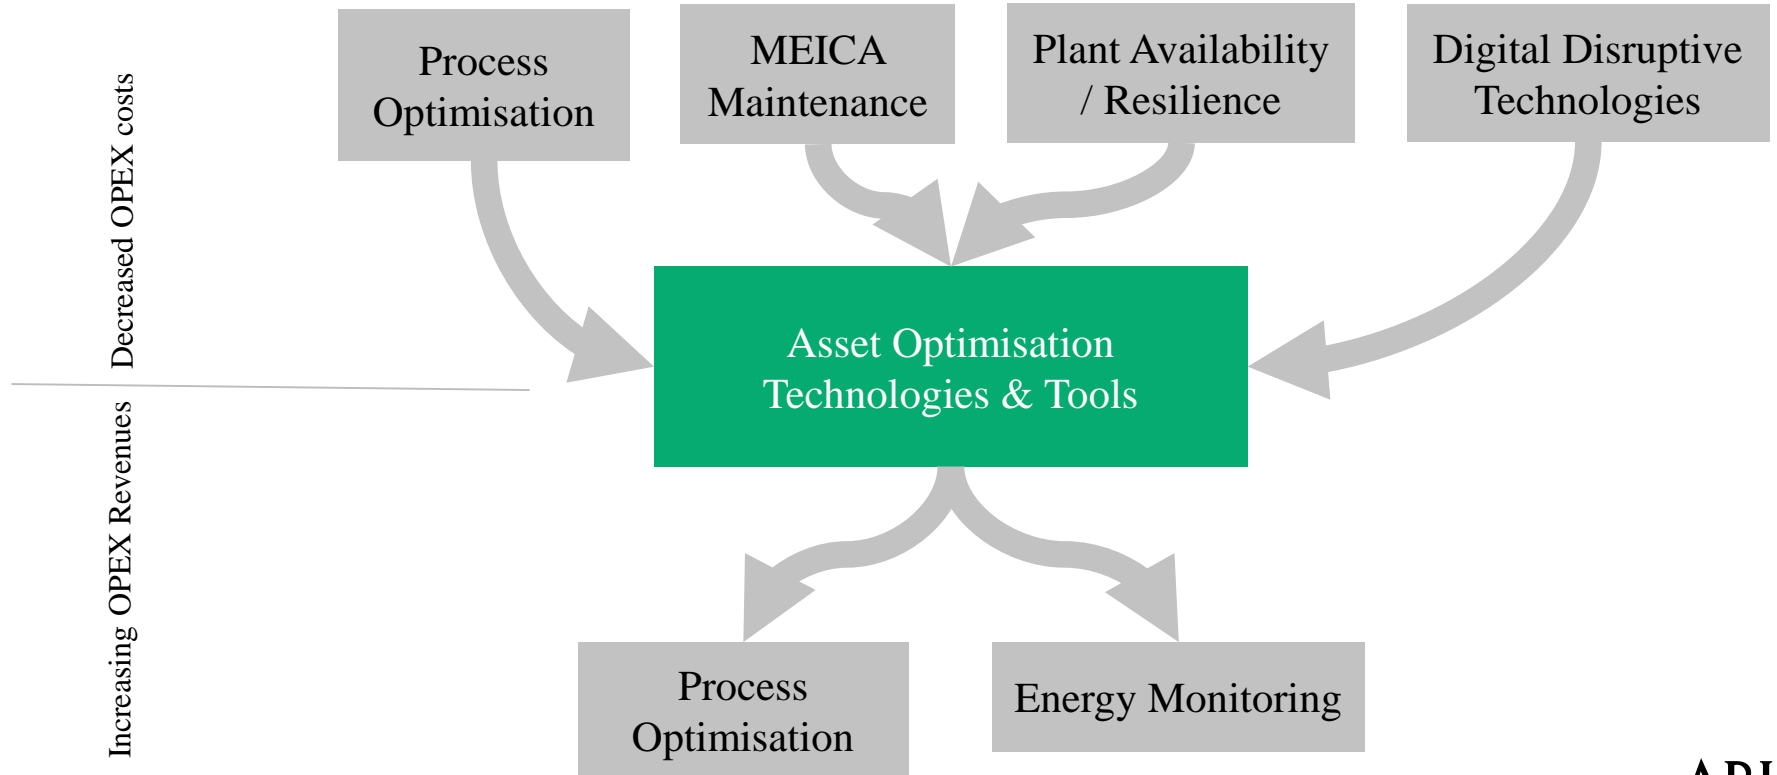 Process
Optimisation
MEICA
Maintenance
Plant Availability
/ Resilience
Digital Disruptive
Technologies
Decreased OPEX costs
Asset Optimisation
Technologies & Tools
Increasing OPEX Revenues
Process
Optimisation
Energy Monitoring